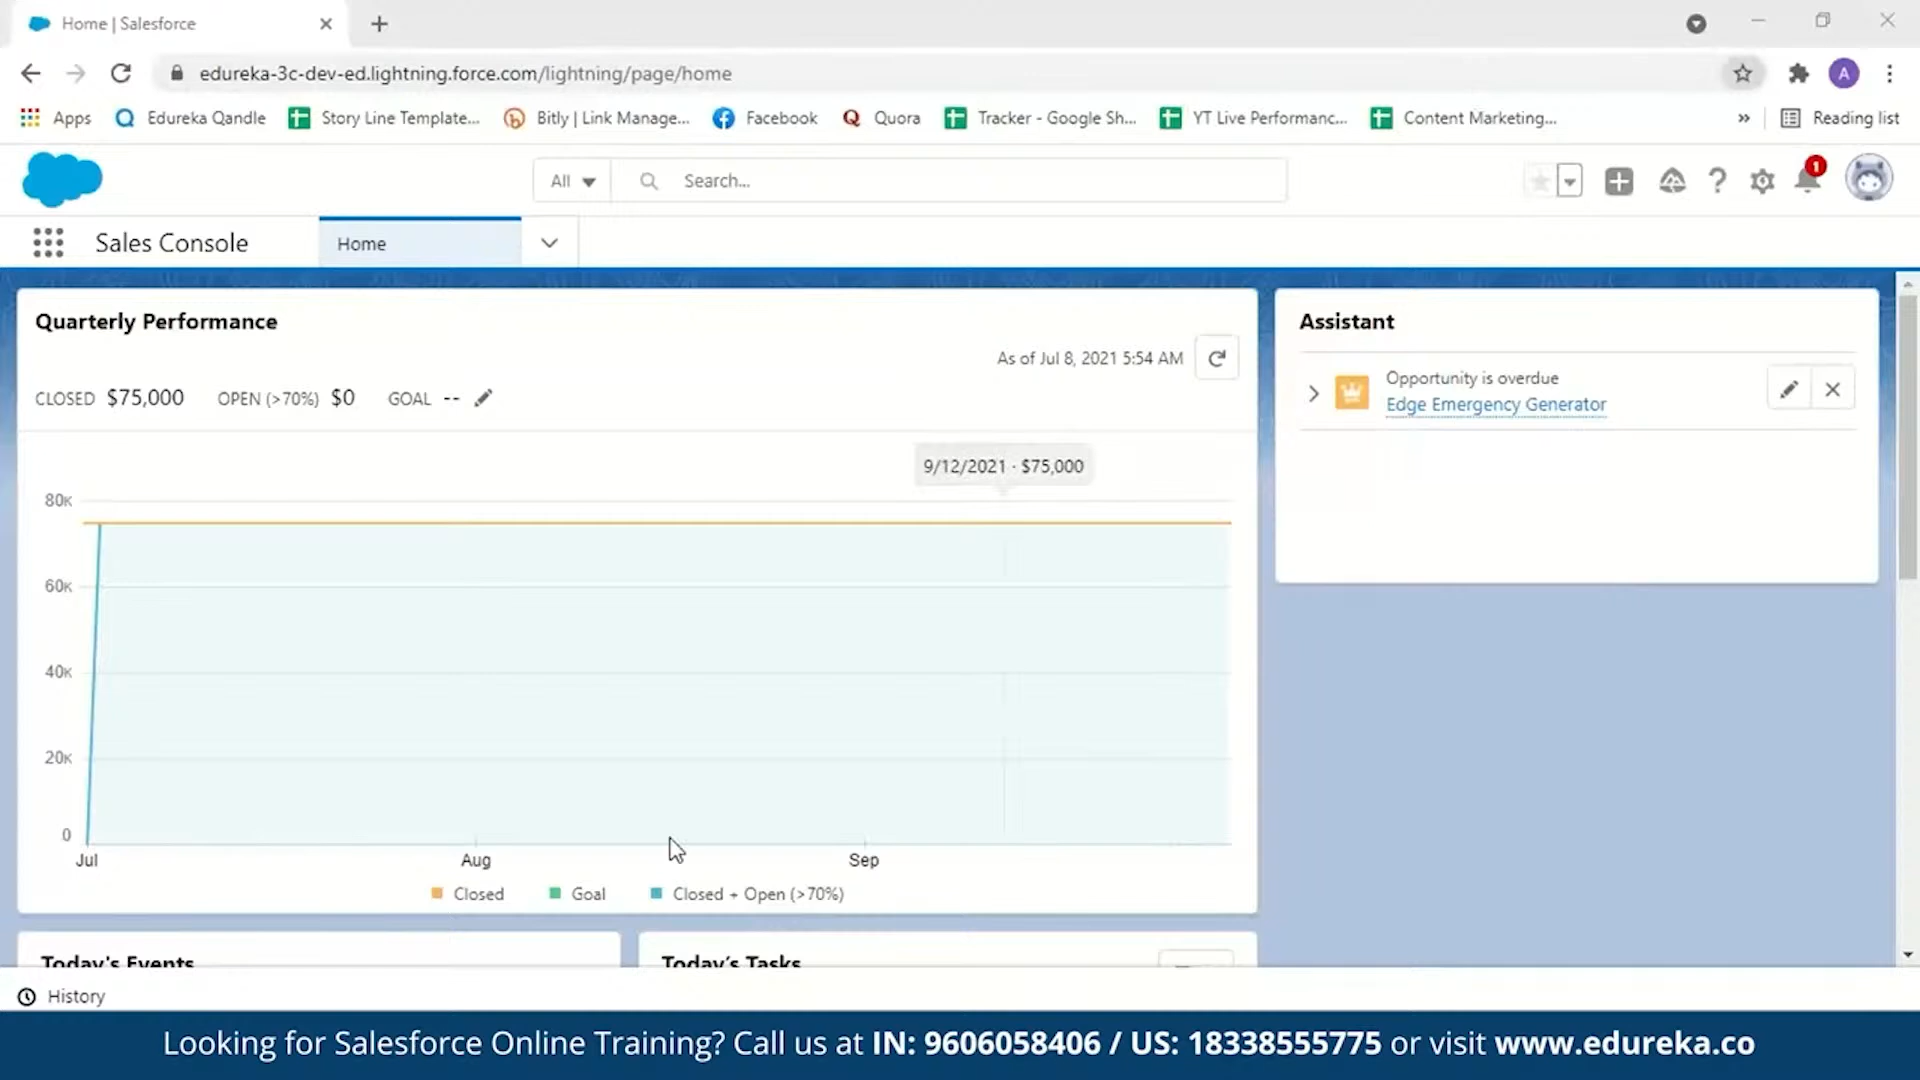 Home | Salesforce
edureka-3c-dev-ed.lightning.force.com/lightning/page/home
A
Apps
Edureka Qandle
Story Line Template...
Bitly | Link Manage...
Facebook
Quora
Tracker - Google Sh...
YT Live Performanc...
Content Marketing...
»
Reading list
All
Search...
1
Sales Console
Home
Quarterly Performance
As of Jul 8, 2021 5:54 AM
CLOSED $75,000 OPEN (>70%) $0 GOAL --
9/12/2021 · $75,000
80K
60K
40K
20K
0
Jul Aug Sep
Closed Goal Closed + Open (>70%)
Assistant
Opportunity is overdue
Edge Emergency Generator
Today's Events
Today's Tasks
History
Looking for Salesforce Online Training? Call us at IN: 9606058406 / US: 18338555775 or visit www.edureka.co